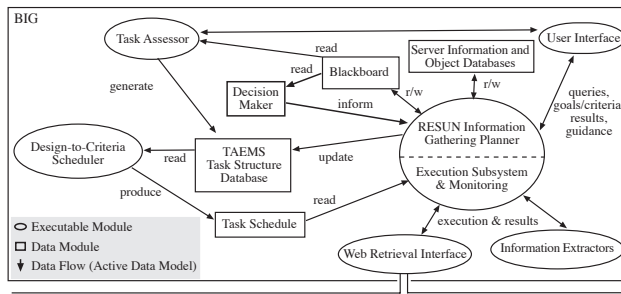 BIG
Task Assessor
User Interface
read
Server Information and
Object Databases
generate
read
Blackboard
Decision
Maker
r/w
r/w
queries,
goals/criteria
results,
guidance
inform
RESUN Information
Gathering Planner
Design-to-Criteria
Scheduler
read
TAEMS
Task Structure
Database
update
Execution Subsystem
& Monitoring
produce
read
Task Schedule
execution & results
Executable Module
Data Module
Data Flow (Active Data Model)
Web Retrieval Interface
Information Extractors